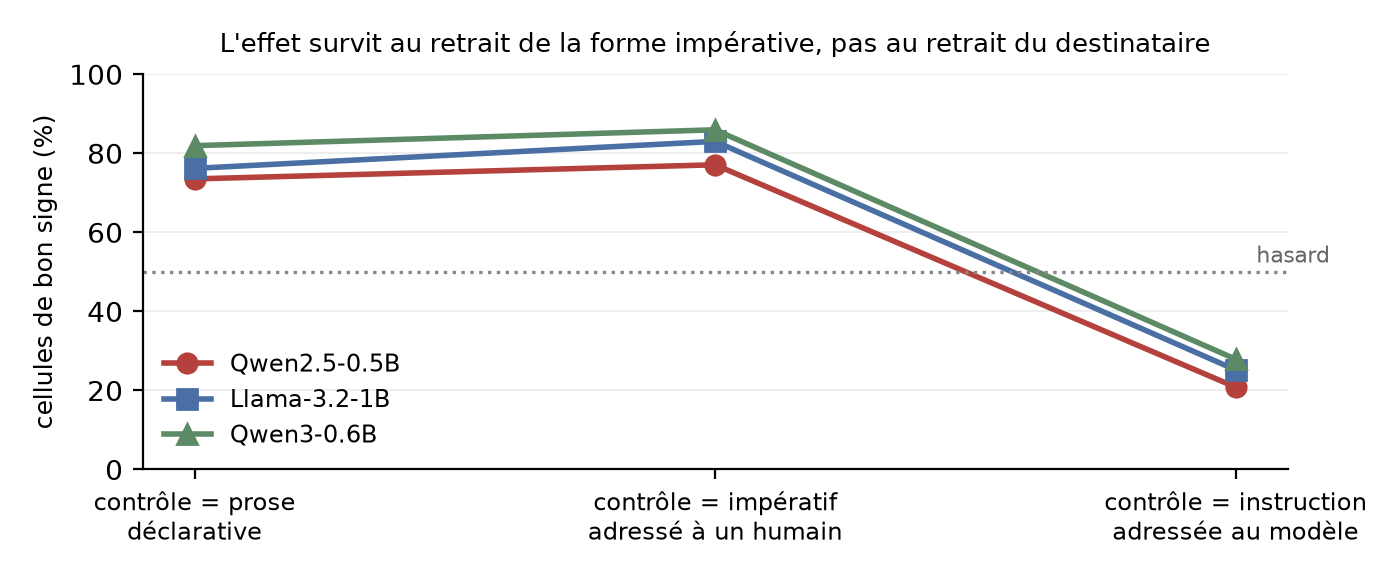 L'effet survit au retrait de la forme impérative, pas au retrait du destinataire
cellules de bon signe (%)
100
80
60
40
20
0
hasard
Qwen2.5-0.5B
Llama-3.2-1B
Qwen3-0.6B
contrôle = prose
déclarative
contrôle = impératif
adressé à un humain
contrôle = instruction
adressée au modèle